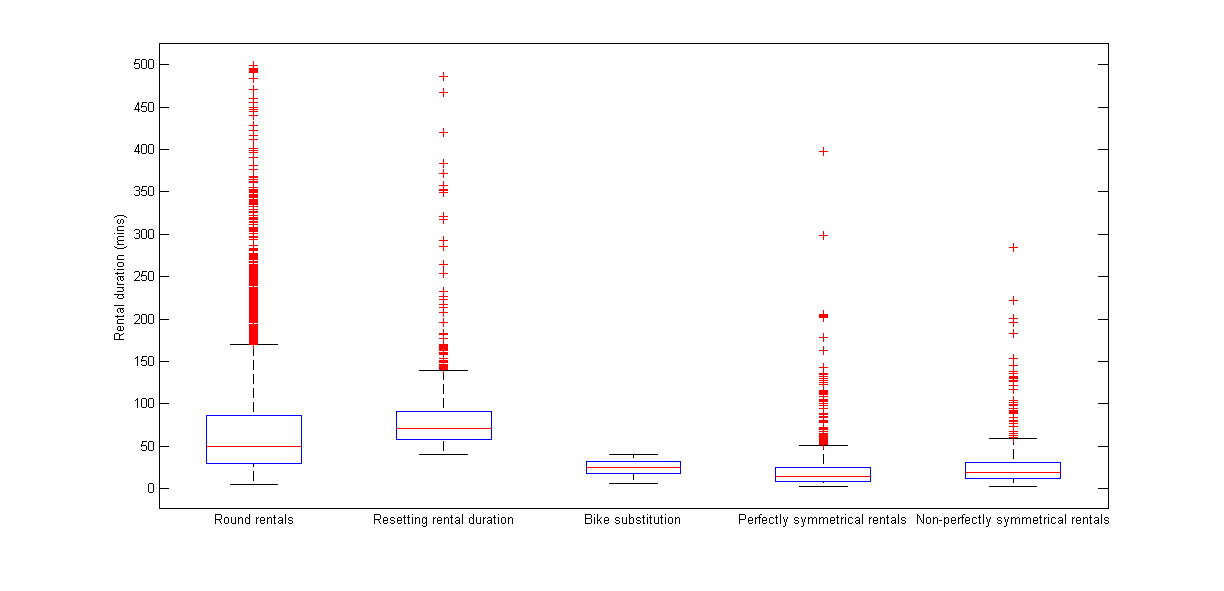 500
450
400
350
300
250
200
150
100
50
0
Rental duration (mins)
Round rentals
Resetting rental duration
Bike substitution
Perfectly symmetrical rentals
Non-perfectly symmetrical rentals